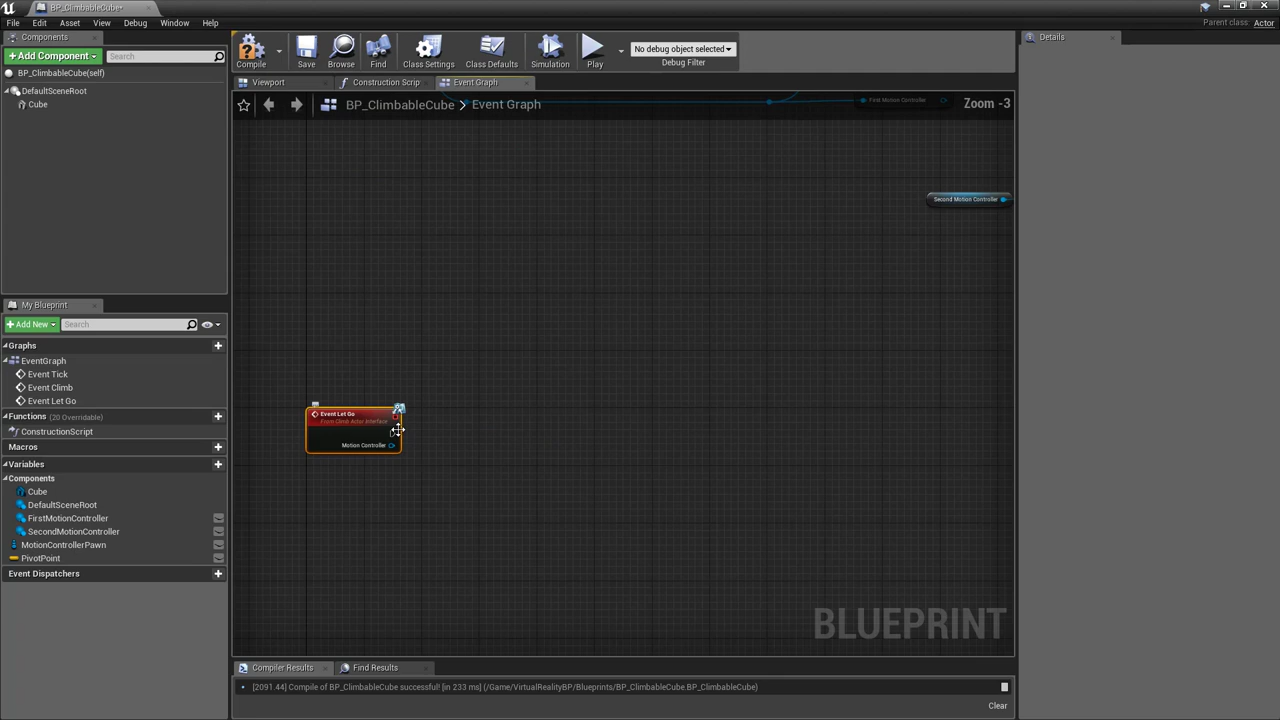 BP_ClimbableCube*
File Edit Asset View Debug Window Help
Parent class: Actor
Components
Add Component
Search
BP_ClimbableCube(self)
DefaultSceneRoot
Cube
Compile
Save
Browse
Find
Class Settings
Class Defaults
Simulation
Play
No debug object selected
Debug Filter
Details
Viewport
Construction Scrip
Event Graph
BP_ClimbableCube > Event Graph
Zoom -3
First Motion Controller
Second Motion Controller
Event Let Go
From Climb Actor Interface
Motion Controller
My Blueprint
Add New
Search
Graphs
EventGraph
Event Tick
Event Climb
Event Let Go
Functions (20 Overridable)
ConstructionScript
Macros
Variables
Components
Cube
DefaultSceneRoot
FirstMotionController
SecondMotionController
MotionControllerPawn
PivotPoint
Event Dispatchers
BLUEPRINT
Compiler Results
Find Results
[2091.44] Compile of BP_ClimbableCube successful! [in 233 ms] (/Game/VirtualRealityBP/Blueprints/BP_ClimbableCube.BP_ClimbableCube)
Clear